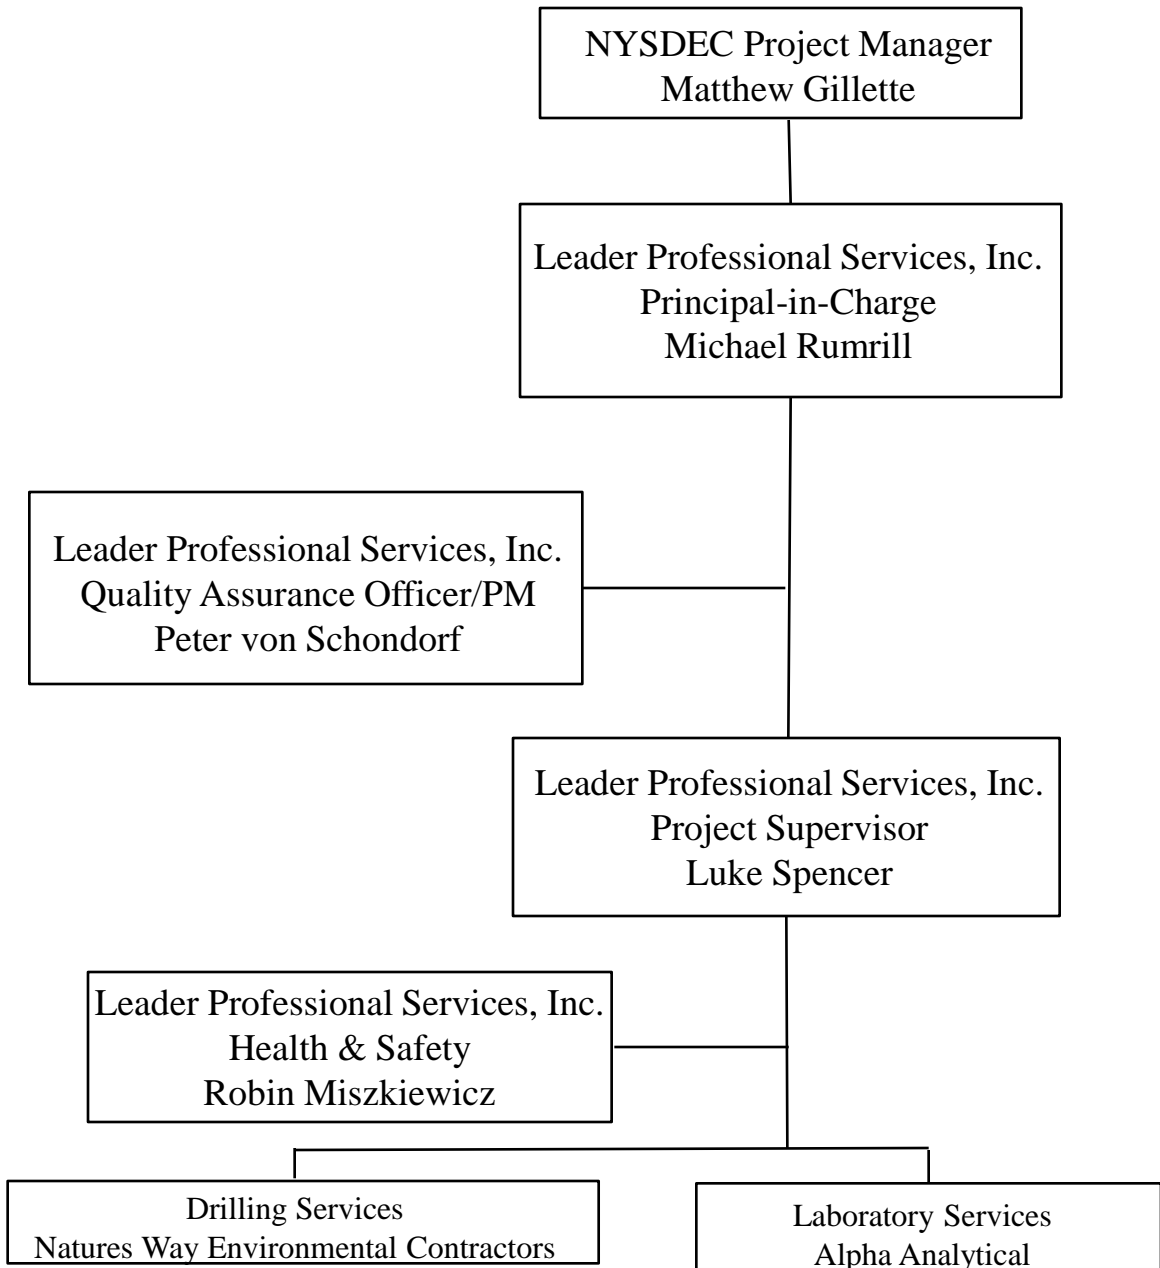 NYSDEC Project Manager
Matthew Gillette
Leader Professional Services, Inc.
Principal-in-Charge
Michael Rumrill
Leader Professional Services, Inc.
Quality Assurance Officer/PM
Peter von Schondorf
Leader Professional Services, Inc.
Project Supervisor
Luke Spencer
Leader Professional Services, Inc.
Health & Safety
Robin Miszkiewicz
Drilling Services
Natures Way Environmental Contractors
Laboratory Services
Alpha Analytical